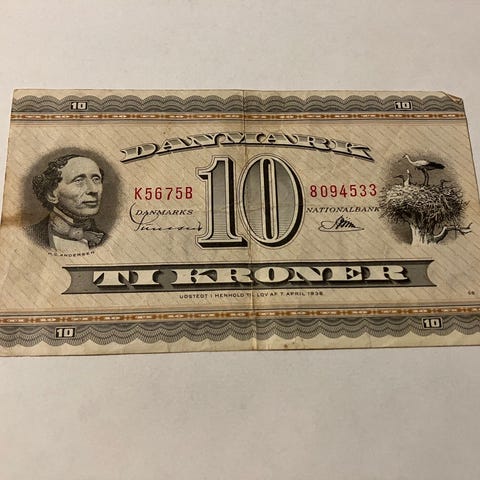 10 10
DANMARK
K5675B 10 8094533
DANMARKS NATIONALBANK
H.C. ANDERSEN
TI KRONER
UDSTEDT I HENHOLD TIL LOV AF 7. APRIL 1936.
10 10